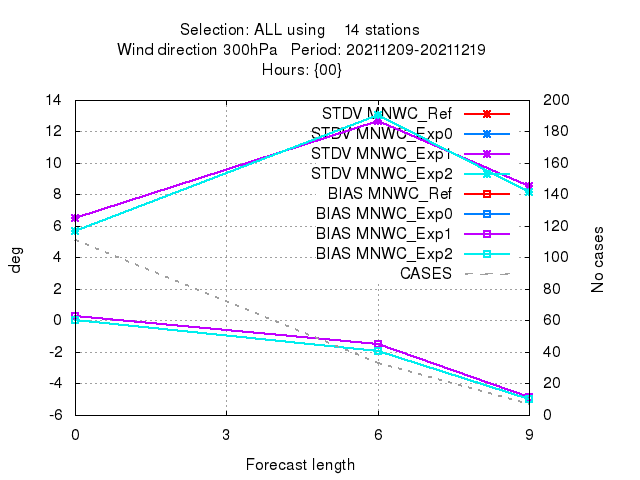 Selection: ALL using 14 stations
Wind direction 300hPa Period: 20211209-20211219
Hours: {00}
14 200
12 180
10 160
8 140
6 120
4 100
2 80
0 60
-2 40
-4 20
-6 0
STDV MNWC_Ref
STDV MNWC_Exp0
STDV MNWC_Exp1
STDV MNWC_Exp2
BIAS MNWC_Ref
BIAS MNWC_Exp0
BIAS MNWC_Exp1
BIAS MNWC_Exp2
CASES
deg
No cases
0 3 6 9
Forecast length